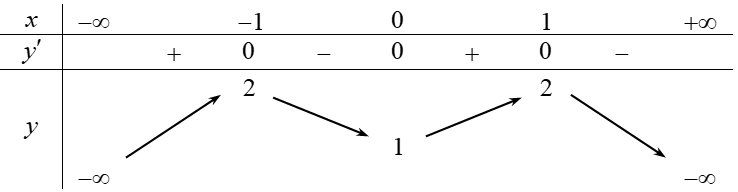 x –∞ –1 0 1 +∞
y′ + 0 – 0 + 0 –
2 2
y 1
–∞ –∞